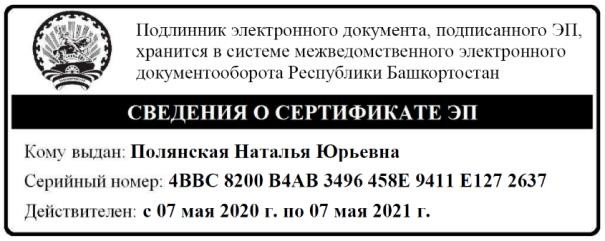 Подлинник электронного документа, подписанного ЭП,
хранится в системе межведомственного электронного
документооборота Республики Башкортостан
СВЕДЕНИЯ О СЕРТИФИКАТЕ ЭП
Кому выдан: Полянская Наталья Юрьевна
Серийный номер: 4BBC 8200 B4AB 3496 458E 9411 E127 2637
Действителен: с 07 мая 2020 г. по 07 мая 2021 г.